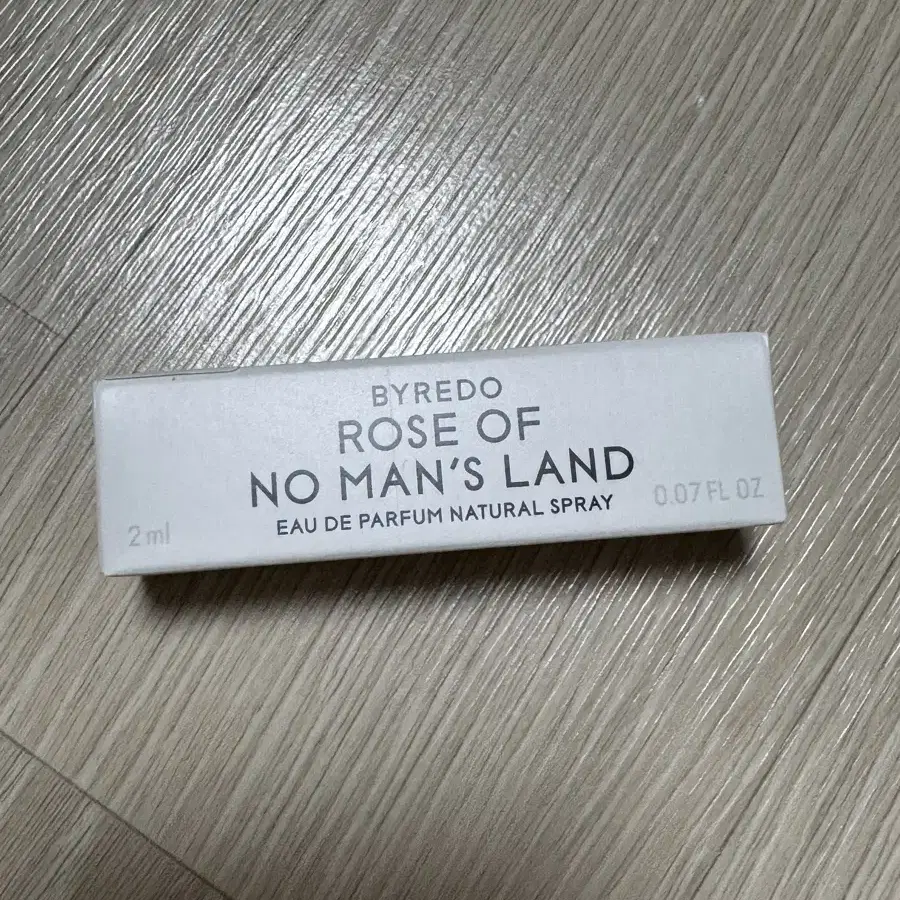 BYREDO
ROSE OF
NO MAN'S LAND
EAU DE PARFUM NATURAL SPRAY
2 ml
0.07 FL OZ